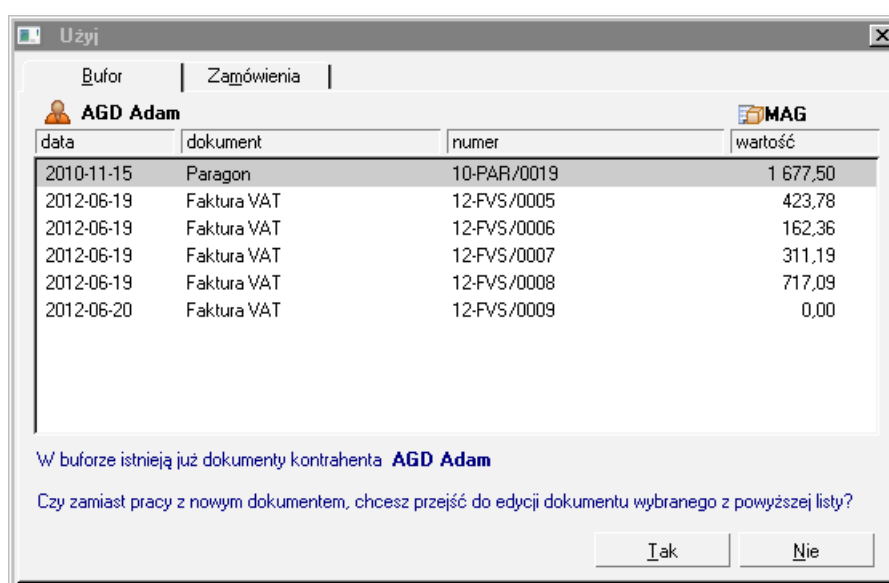 Użyj
Bufor Zamówienia
AGD Adam MAG
data dokument numer wartość
2010-11-15 Paragon 10-PAR/0019 1 677,50
2012-06-19 Faktura VAT 12-FVS/0005 423,78
2012-06-19 Faktura VAT 12-FVS/0006 162,36
2012-06-19 Faktura VAT 12-FVS/0007 311,19
2012-06-19 Faktura VAT 12-FVS/0008 717,09
2012-06-20 Faktura VAT 12-FVS/0009 0,00
W buforze istnieją już dokumenty kontrahenta AGD Adam
Czy zamiast pracy z nowym dokumentem, chcesz przejść do edycji dokumentu wybranego z powyższej listy?
Tak Nie